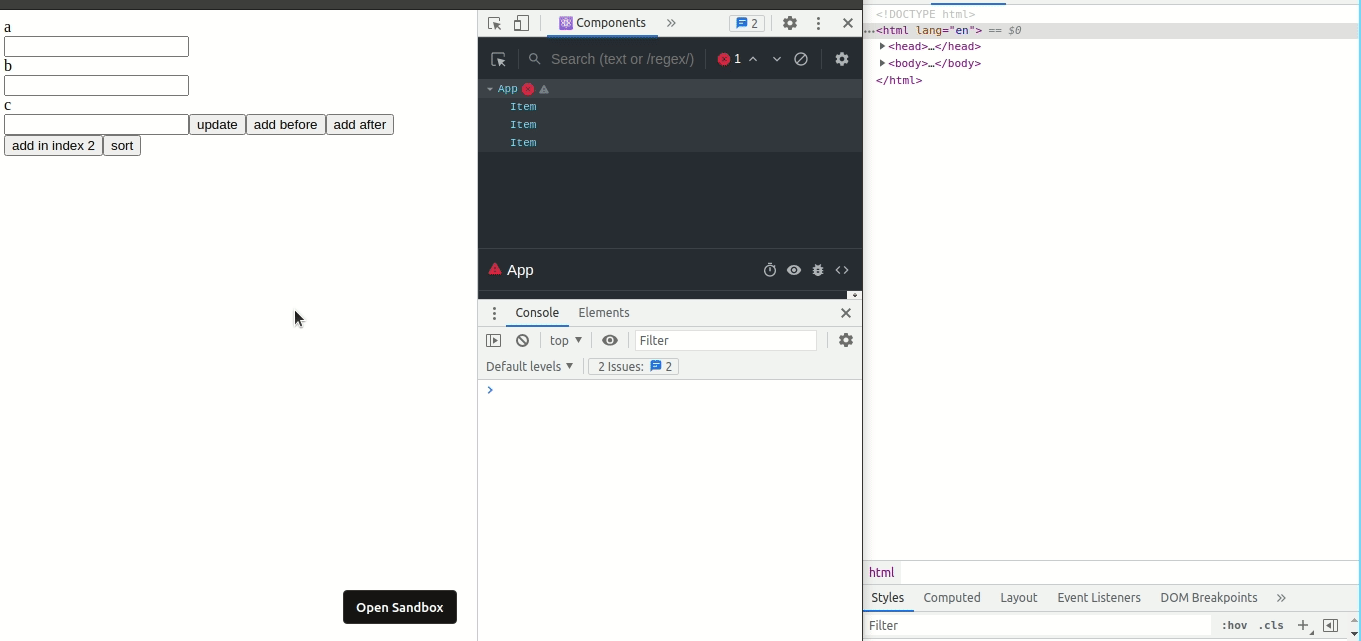 a
b
c
update add before add after
add in index 2 sort
Open Sandbox
Components » 2
Search (text or /regex/) 1
App
Item
Item
Item
App
Console Elements
top ▼ Filter
Default levels ▼ 2 Issues: 2
>
<!DOCTYPE html>
…<html lang="en"> == $0
▶<head>…</head>
▶<body>…</body>
</html>
html
Styles Computed Layout Event Listeners DOM Breakpoints »
Filter :hov .cls +